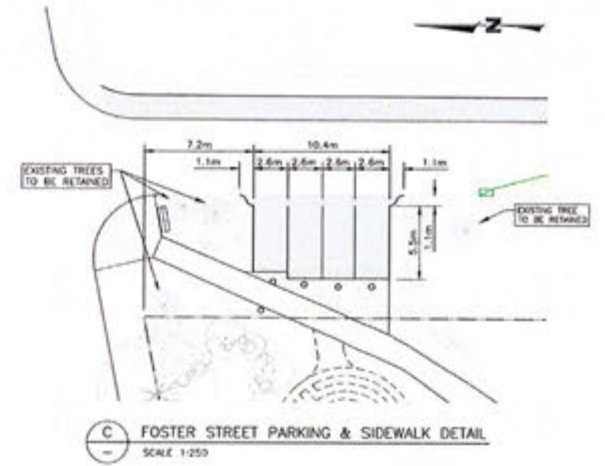 N
7.2m
10.4m
1.1m
2.6m
2.6m
2.6m
2.6m
1.1m
EXISTING TREES
TO BE RETAINED
5.5m
1.1m
EXISTING TREE
TO BE RETAINED
C
FOSTER STREET PARKING & SIDEWALK DETAIL
SCALE 1:250